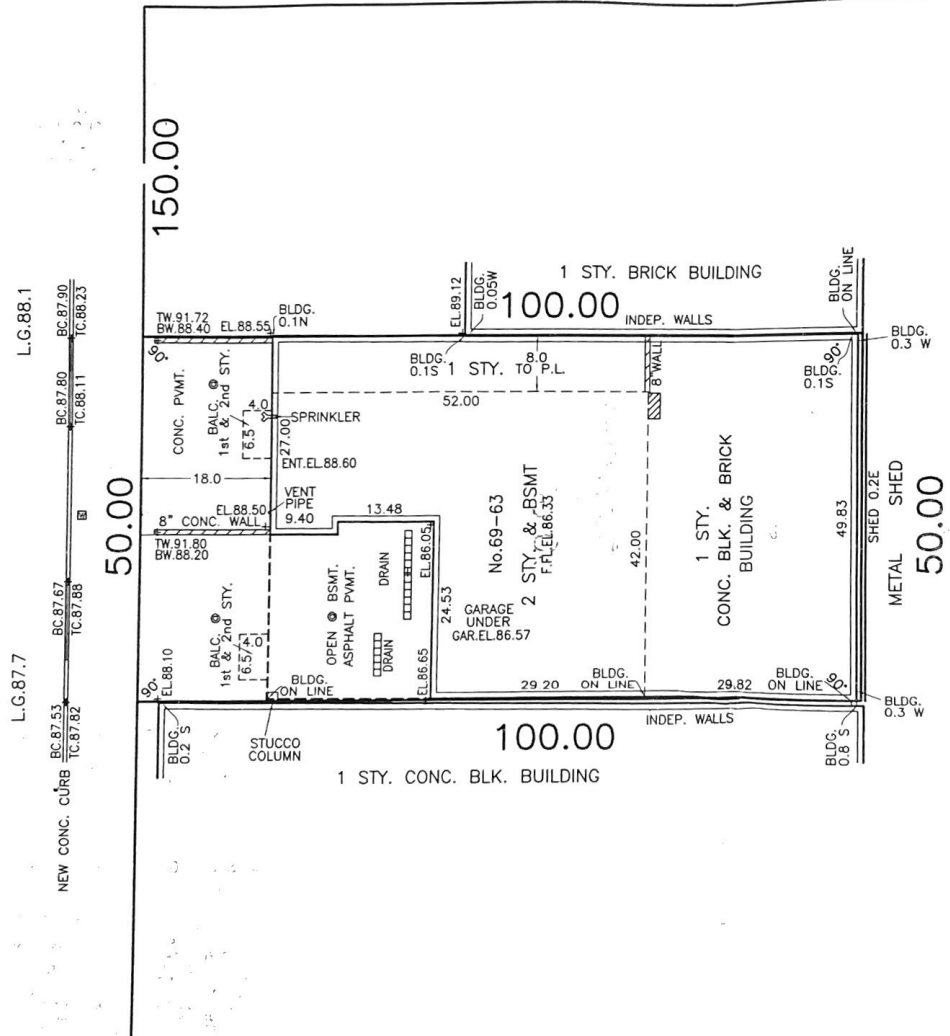 L.G.88.1
BC.87.90
TC.88.23
BC.87.80
TC.88.11
BC.87.67
TC.87.88
L.G.87.7
BC.87.53
TC.87.82
NEW CONC. CURB
150.00
50.00
TW.91.72
BW.88.40
EL.88.55
BLDG.
0.1N
90°
CONC. PVMT.
BALC. @
1st & 2nd STY.
4.0
6.5
SPRINKLER
27.00
ENT.EL.88.60
18.0
VENT
PIPE
EL.88.50
9.40
8" CONC. WALL
TW.91.80
BW.88.20
13.48
EL.89.12
BLDG.
0.05W
1 STY. BRICK BUILDING
100.00
INDEP. WALLS
BLDG.
ON LINE
BLDG.
0.3 W
BLDG.
0.1S
1 STY. TO P.L.
8.0
52.00
8" WALL
90°
BLDG.
0.1S
No.69-63
2 STY. & BSMT
F.FL.EL.86.33
42.00
1 STY.
CONC. BLK. & BRICK
BUILDING
49.83
SHED 0.2E
METAL SHED
50.00
BALC. @
1st & 2nd STY.
4.0
6.5
OPEN @ BSMT.
ASPHALT PVMT.
DRAIN
DRAIN
EL.86.05
24.53
GARAGE
UNDER
GAR.EL.86.57
EL.86.65
90°
EL.88.10
BLDG.
ON LINE
29.20
BLDG.
ON LINE
29.82
BLDG.
ON LINE
90°
BLDG.
0.3 W
BLDG.
0.2 S
STUCCO
COLUMN
100.00
INDEP. WALLS
BLDG.
0.8 S
1 STY. CONC. BLK. BUILDING